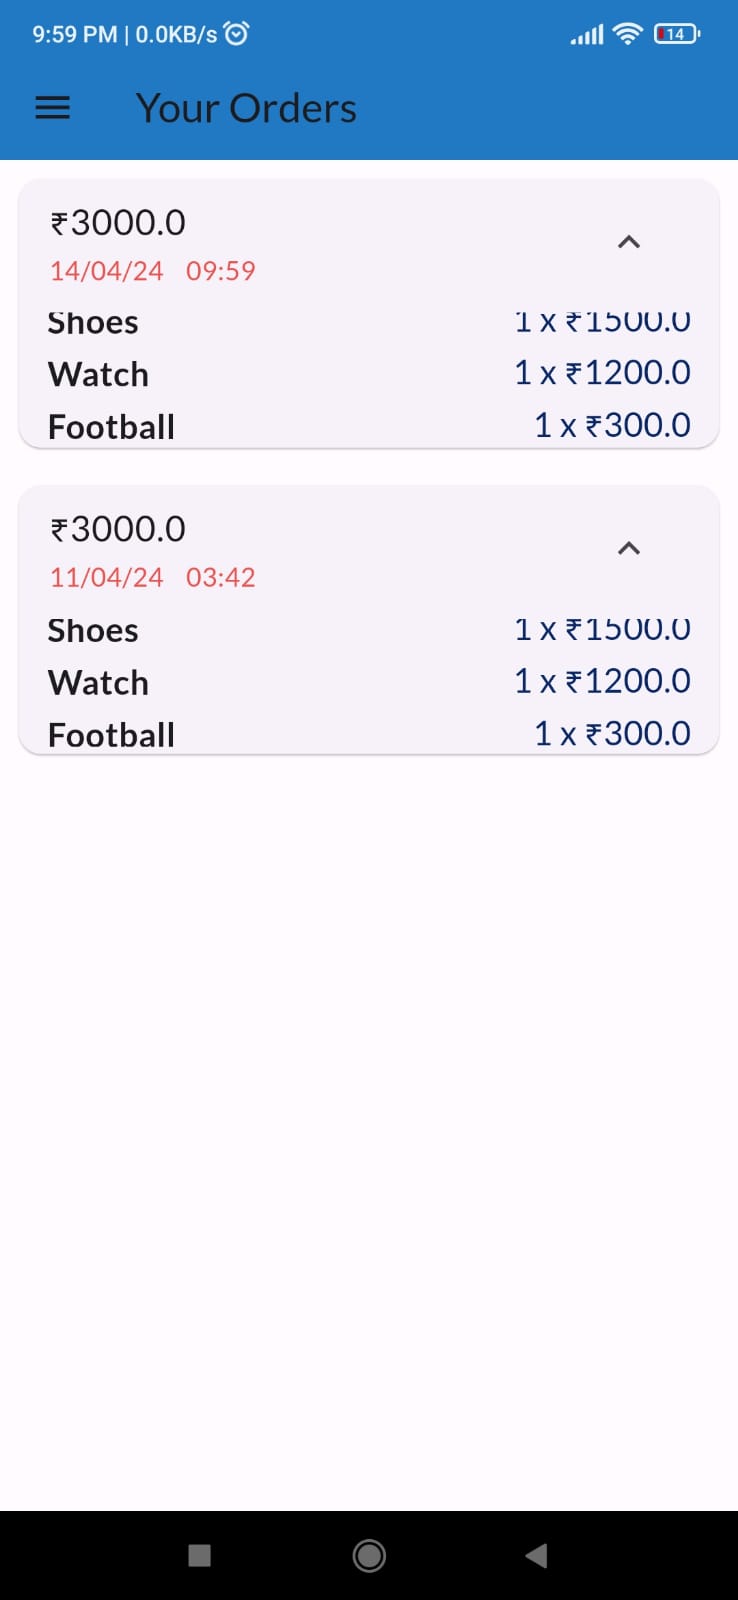 9:59 PM | 0.0KB/s 14
Your Orders
₹3000.0
14/04/24 09:59
Shoes 1 x ₹1500.0
Watch 1 x ₹1200.0
Football 1 x ₹300.0
₹3000.0
11/04/24 03:42
Shoes 1 x ₹1500.0
Watch 1 x ₹1200.0
Football 1 x ₹300.0